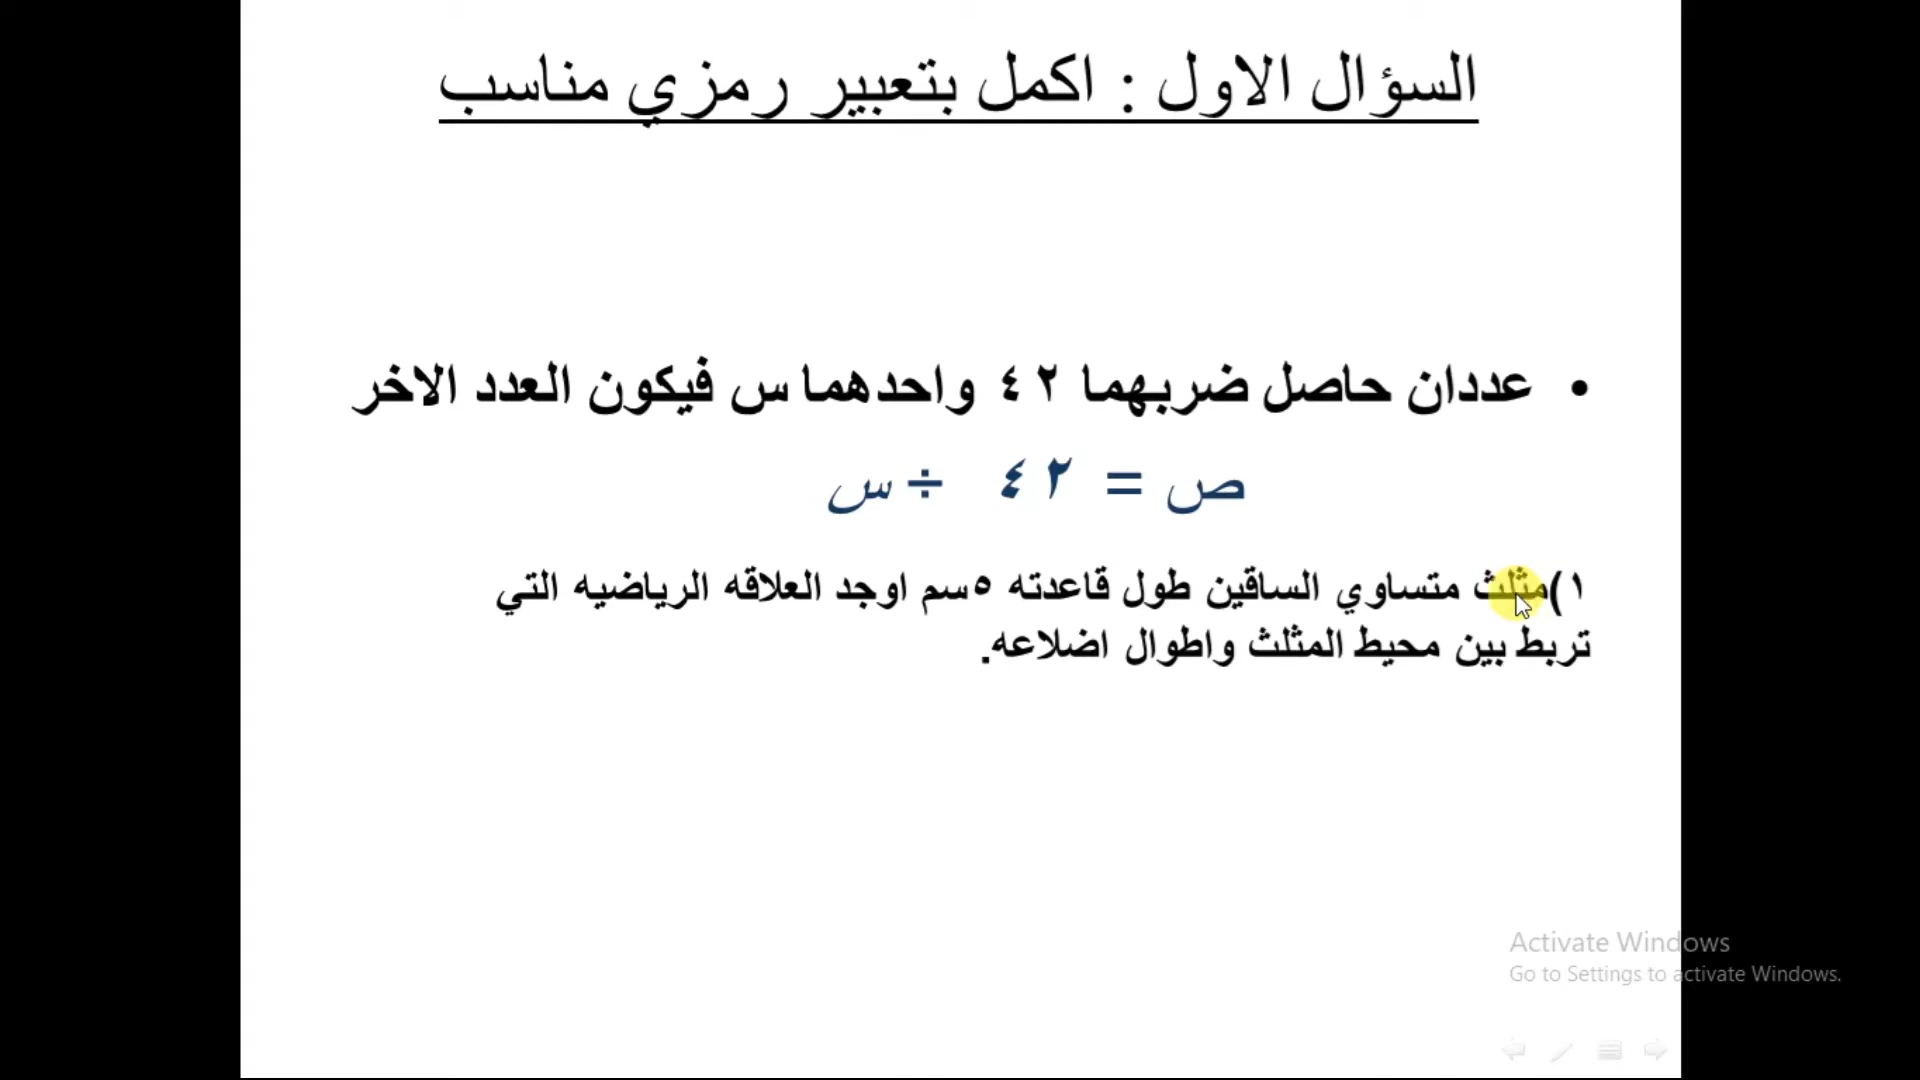 السؤال الاول : اكمل بتعبير رمزي مناسب
• عددان حاصل ضربهما ٤٢ واحدهما س فيكون العدد الاخر
ص = ٤٢ ÷ س
١)مثلث متساوي الساقين طول قاعدته ٥سم اوجد العلاقه الرياضيه التي
تربط بين محيط المثلث واطوال اضلاعه.
Activate Windows
Go to Settings to activate Windows.